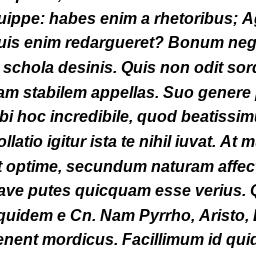 uippe: habes enim a rhetoribus; A
uis enim redargueret? Bonum neg
schola desinis. Quis non odit sord
am stabilem appellas. Suo genere
bi hoc incredibile, quod beatissimu
ollatio igitur ista te nihil iuvat. At m
t optime, secundum naturam affec
ave putes quicquam esse verius. Q
quidem e Cn. Nam Pyrrho, Aristo,
enent mordicus. Facillimum id quid